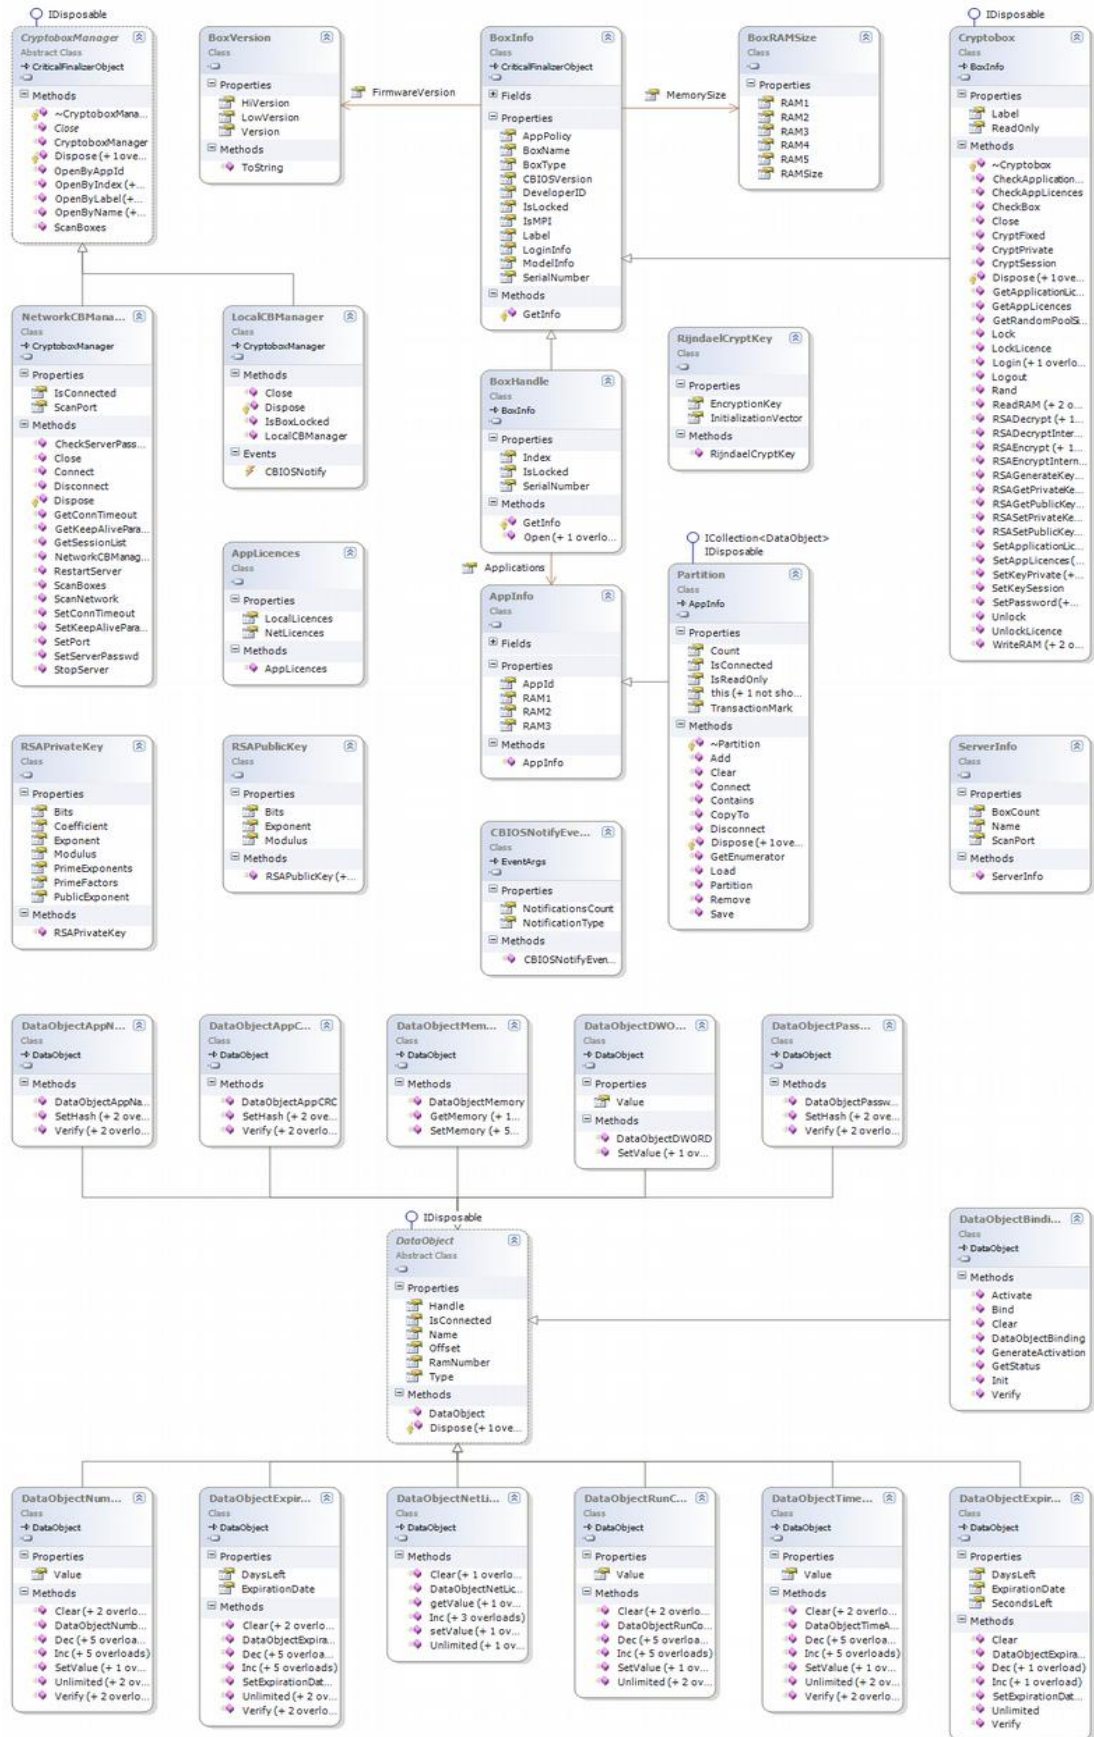 IDisposable
CryptoboxManager
Abstract Class
CriticalFinalizerObject
Methods
~CryptoboxMana...
Close
CryptoboxManager
Dispose (+ 1ove...
OpenByAppId
OpenByIndex (+...
OpenByLabel (+...
OpenByName (+...
ScanBoxes
BoxVersion
Class
Properties
HiVersion
LowVersion
Version
Methods
ToString
FirmwareVersion
BoxInfo
Class
CriticalFinalizerObject
Fields
Properties
AppPolicy
BoxName
BoxType
CBIOSVersion
DeveloperID
IsLocked
IsMPI
Label
LoginInfo
ModelInfo
SerialNumber
Methods
GetInfo
MemorySize
BoxRAMSize
Class
Properties
RAM1
RAM2
RAM3
RAM4
RAM5
RAMSize
IDisposable
Cryptobox
Class
BoxInfo
Properties
Label
ReadOnly
Methods
~Cryptobox
CheckApplication...
CheckAppLicences
CheckBox
Close
CryptFixed
CryptPrivate
CryptSession
Dispose (+ 1ove...
GetApplicationLic...
GetAppLicences
GetRandomPoolSi...
Lock
LockLicence
Login (+ 1 overlo...
Logout
Rand
ReadRAM (+ 2 o...
RSADecrypt (+ 1...
RSADecryptInter...
RSAEncrypt (+ 1...
RSAEncryptIntern...
RSAGenerateKey...
RSAGetPrivateKe...
RSAGetPublicKey...
RSASetPrivateKe...
RSASetPublicKey...
SetApplicationLic...
SetAppLicences (...
SetKeyPrivate (+...
SetKeySession
SetPassword (+...
Unlock
UnlockLicence
WriteRAM (+ 2 o...
NetworkCBMana...
Class
CryptoboxManager
Properties
IsConnected
ScanPort
Methods
CheckServerPass...
Close
Connect
Disconnect
Dispose
GetConnTimeout
GetKeepAlivePara...
GetSessionList
NetworkCBManag...
RestartServer
ScanBoxes
ScanNetwork
SetConnTimeout
SetKeepAlivePara...
SetPort
SetServerPasswd
StopServer
LocalCBManager
Class
CryptoboxManager
Methods
Close
Dispose
IsBoxLocked
LocalCBManager
Events
CBIOSNotify
BoxHandle
Class
BoxInfo
Properties
Index
IsLocked
SerialNumber
Methods
GetInfo
Open (+ 1 overlo...
RijndaelCryptKey
Class
Properties
EncryptionKey
InitializationVector
Methods
RijndaelCryptKey
AppLicences
Class
Properties
LocalLicences
NetLicences
Methods
AppLicences
Applications
AppInfo
Class
Fields
Properties
AppId
RAM1
RAM2
RAM3
Methods
AppInfo
ICollection<DataObject>
IDisposable
Partition
Class
AppInfo
Properties
Count
IsConnected
IsReadOnly
this (+ 1 not sho...
TransactionMark
Methods
~Partition
Add
Clear
Connect
Contains
CopyTo
Disconnect
Dispose (+ 1ove...
GetEnumerator
Load
Partition
Remove
Save
RSAPrivateKey
Class
Properties
Bits
Coefficient
Exponent
Modulus
PrimeExponents
PrimeFactors
PublicExponent
Methods
RSAPrivateKey
RSAPublicKey
Class
Properties
Bits
Exponent
Modulus
Methods
RSAPublicKey (+...
CBIOSNotifyEve...
Class
EventArgs
Properties
NotificationsCount
NotificationType
Methods
CBIOSNotifyEven...
ServerInfo
Class
Properties
BoxCount
Name
ScanPort
Methods
ServerInfo
DataObjectAppN...
Class
DataObject
Methods
DataObjectAppNa...
SetHash (+ 2 ove...
Verify (+ 2 overlo...
DataObjectAppC...
Class
DataObject
Methods
DataObjectAppCRC
SetHash (+ 2 ove...
Verify (+ 2 overlo...
DataObjectMem...
Class
DataObject
Methods
DataObjectMemory
GetMemory (+ 1...
SetMemory (+ 5...
DataObjectDWO...
Class
DataObject
Properties
Value
Methods
DataObjectDWORD
SetValue (+ 1 ov...
DataObjectPass...
Class
DataObject
Methods
DataObjectPassw...
SetHash (+ 2 ove...
Verify (+ 2 overlo...
IDisposable
DataObject
Abstract Class
Properties
Handle
IsConnected
Name
Offset
RamNumber
Type
Methods
DataObject
Dispose (+ 1ove...
DataObjectBindi...
Class
DataObject
Methods
Activate
Bind
Clear
DataObjectBinding
GenerateActivation
GetStatus
Init
Verify
DataObjectNum...
Class
DataObject
Properties
Value
Methods
Clear (+ 2 overlo...
DataObjectNumb...
Dec (+ 5 overloa...
Inc (+ 5 overloads)
SetValue (+ 1 ov...
Unlimited (+ 2 ov...
Verify (+ 2 overlo...
DataObjectExpir...
Class
DataObject
Properties
DaysLeft
ExpirationDate
Methods
Clear (+ 2 overlo...
DataObjectExpira...
Dec (+ 5 overloa...
Inc (+ 5 overloads)
SetExpirationDat...
Unlimited (+ 2 ov...
Verify (+ 2 overlo...
DataObjectNetLi...
Class
DataObject
Methods
Clear (+ 1 overlo...
DataObjectNetLic...
getValue (+ 1 ov...
Inc (+ 3 overloads)
setValue (+ 1 ov...
Unlimited (+ 1 ov...
DataObjectRunC...
Class
DataObject
Properties
Value
Methods
Clear (+ 2 overlo...
DataObjectRunCo...
Dec (+ 5 overloa...
Inc (+ 5 overloads)
SetValue (+ 1 ov...
Unlimited (+ 2 ov...
DataObjectTime...
Class
DataObject
Properties
Value
Methods
Clear (+ 2 overlo...
DataObjectTimeA...
Dec (+ 5 overloa...
Inc (+ 5 overloads)
SetValue (+ 1 ov...
Unlimited (+ 2 ov...
Verify (+ 2 overlo...
DataObjectExpir...
Class
DataObject
Properties
DaysLeft
ExpirationDate
SecondsLeft
Methods
Clear
DataObjectExpira...
Dec (+ 1 overload)
Inc (+ 1 overload)
SetExpirationDat...
Unlimited
Verify